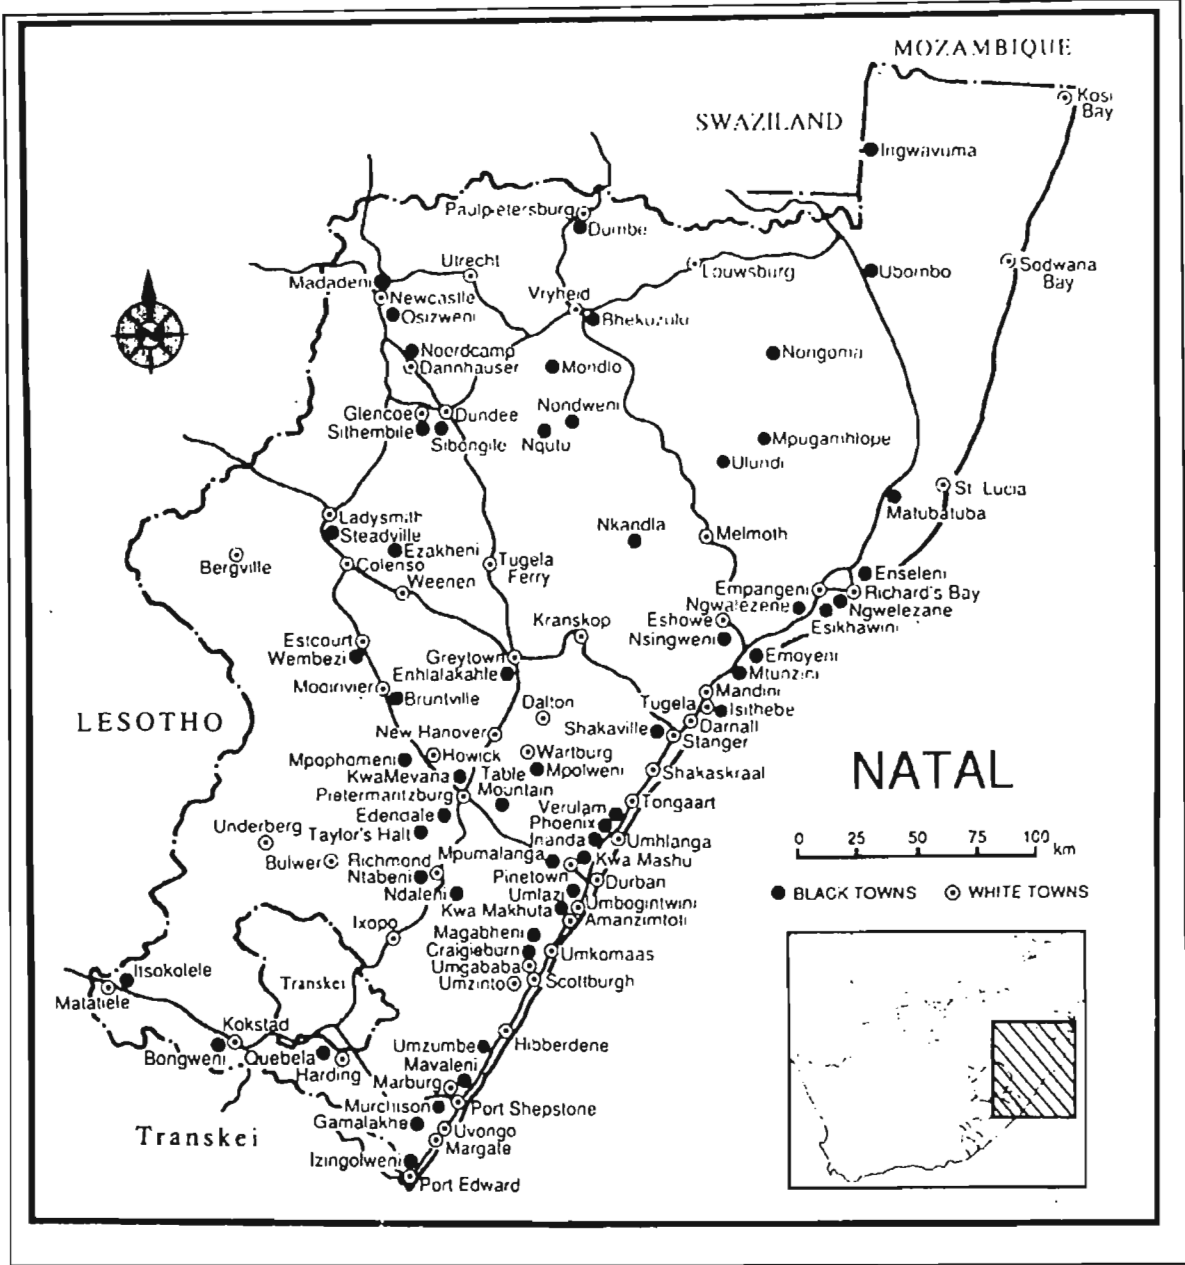 MOZAMBIQUE
Kosi
Bay
SWAZILAND
Ingwavuma
Paulpietersburg
Dumbe
Utrecht
Louwsburg
Ubombo
Sodwana
Bay
Madadeni
Newcastle
Vryheid
Osizweni
Bhekuzulu
Noordcamp
Dannhauser
Mondlo
Nongoma
Glencoe
Dundee
Nondweni
Sithembile
Sibongile
Nqutu
Mpugamhlope
Ulundi
St. Lucia
Matubatuba
Ladysmith
Steadville
Nkandla
Melmoth
Ezakheni
Bergville
Colenso
Tugela
Ferry
Weenen
Enseleni
Empangeni
Richard's Bay
Ngwalezene
Ngwelezane
Esikhawini
Kranskop
Eshowe
Nsingweni
Estcourt
Wembezi
Greytown
Enhlalakahle
Emoyeni
Mtunzini
Mooirivier
Bruntville
Mandini
Tugela
Isithebe
Dalton
Darnall
LESOTHO
New Hanover
Shakaville
Stanger
Howick
Wartburg
Mpophomeni
KwaMevana
Table
Mountain
Mpolweni
Shakaskraal
NATAL
Pietermaritzburg
Verulam
Tongaart
Edendale
Phoenix
Underberg
Taylor's Halt
Inanda
Umhlanga
0 25 50 75 100 km
Bulwer
Richmond
Mpumalanga
Kwa Mashu
Ntabeni
Pinetown
Durban
Ndaleni
Umlazi
BLACK TOWNS
WHITE TOWNS
Kwa Makhuta
Umbogintwini
Ixopo
Amanzimtoti
Magabheni
Craigieburn
Umkomaas
Umgababa
Itsokolele
Transkei
Umzinto
Scottburgh
Matatiele
Kokstad
Bongweni
Quebela
Harding
Umzumbe
Hibberdene
Mavaleni
Marburg
Murchison
Port Shepstone
Gamalakhe
Transkei
Uvongo
Margate
Izingolweni
Port Edward